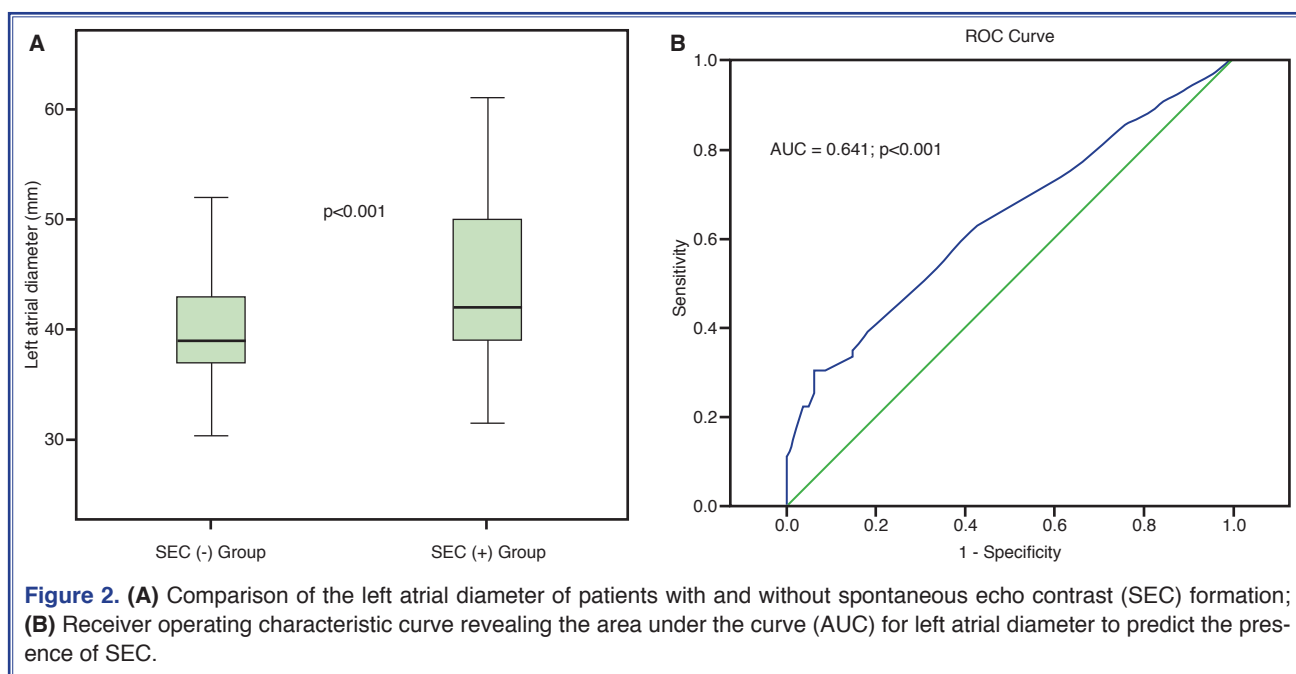 A
60
50
40
30
Left atrial diameter (mm)
p<0.001
SEC (-) Group
SEC (+) Group
B
ROC Curve
1.0
0.8
0.6
0.4
0.2
0.0
Sensitivity
AUC = 0.641; p<0.001
0.0
0.2
0.4
0.6
0.8
1.0
1 - Specificity
Figure 2. (A) Comparison of the left atrial diameter of patients with and without spontaneous echo contrast (SEC) formation;
(B) Receiver operating characteristic curve revealing the area under the curve (AUC) for left atrial diameter to predict the pres-
ence of SEC.